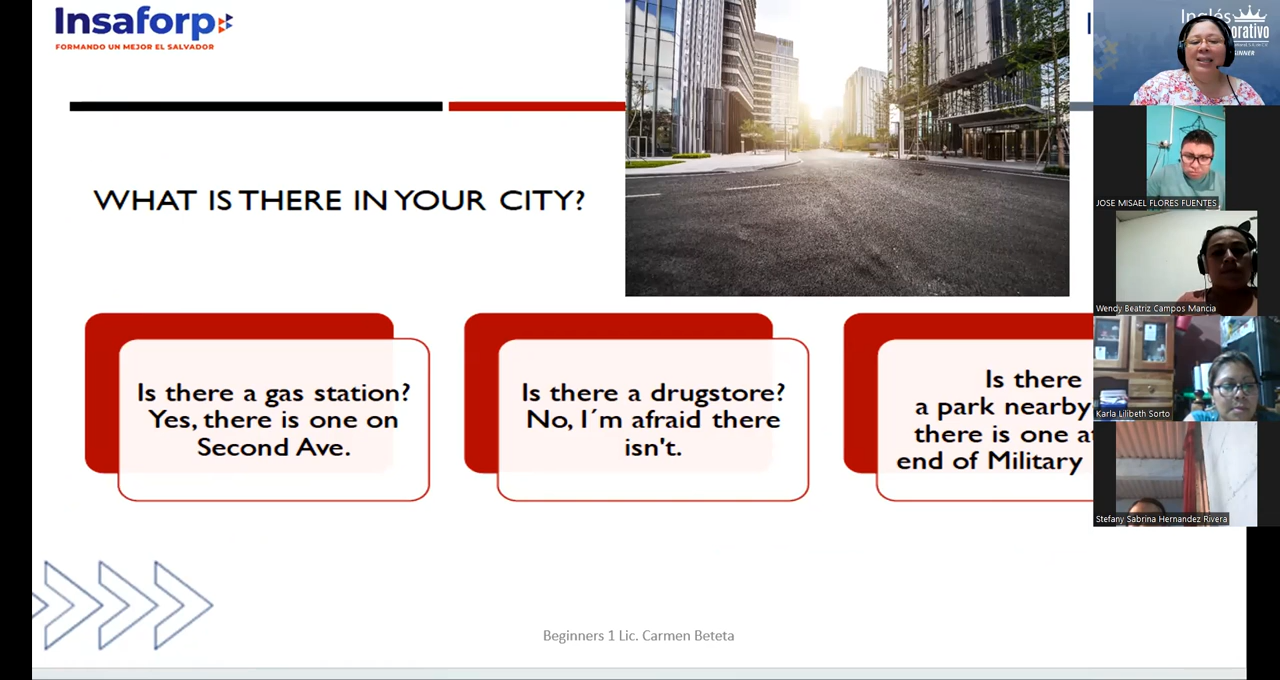 Insaforp
FORMANDO UN MEJOR EL SALVADOR
WHAT IS THERE IN YOUR CITY?
Is there a gas station?
Yes, there is one on
Second Ave.
Is there a drugstore?
No, I´m afraid there
isn't.
Is there
a park nearby
there is one
end of Military
Beginners 1 Lic. Carmen Beteta
Inglés
JOSE MISAEL FLORES FUENTES
Wendy Beatriz Campos Mancia
Karla Lilibeth Sorto
Stefany Sabrina Hernandez Rivera